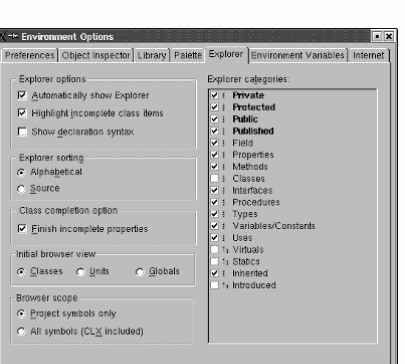 Environment Options
Preferences Object Inspector Library Palette Explorer Environment Variables Internet
Explorer options
Automatically show Explorer
Highlight incomplete class items
Show declaration syntax
Explorer sorting
Alphabetical
Source
Class completion option
Finish incomplete properties
Initial browser view
Classes Units Globals
Browser scope
Project symbols only
All symbols (CLX included)
Explorer categories:
Private
Protected
Public
Published
Field
Properties
Methods
Classes
Interfaces
Procedures
Types
Variables/Constants
Uses
Virtuals
Statics
Inherited
Introduced